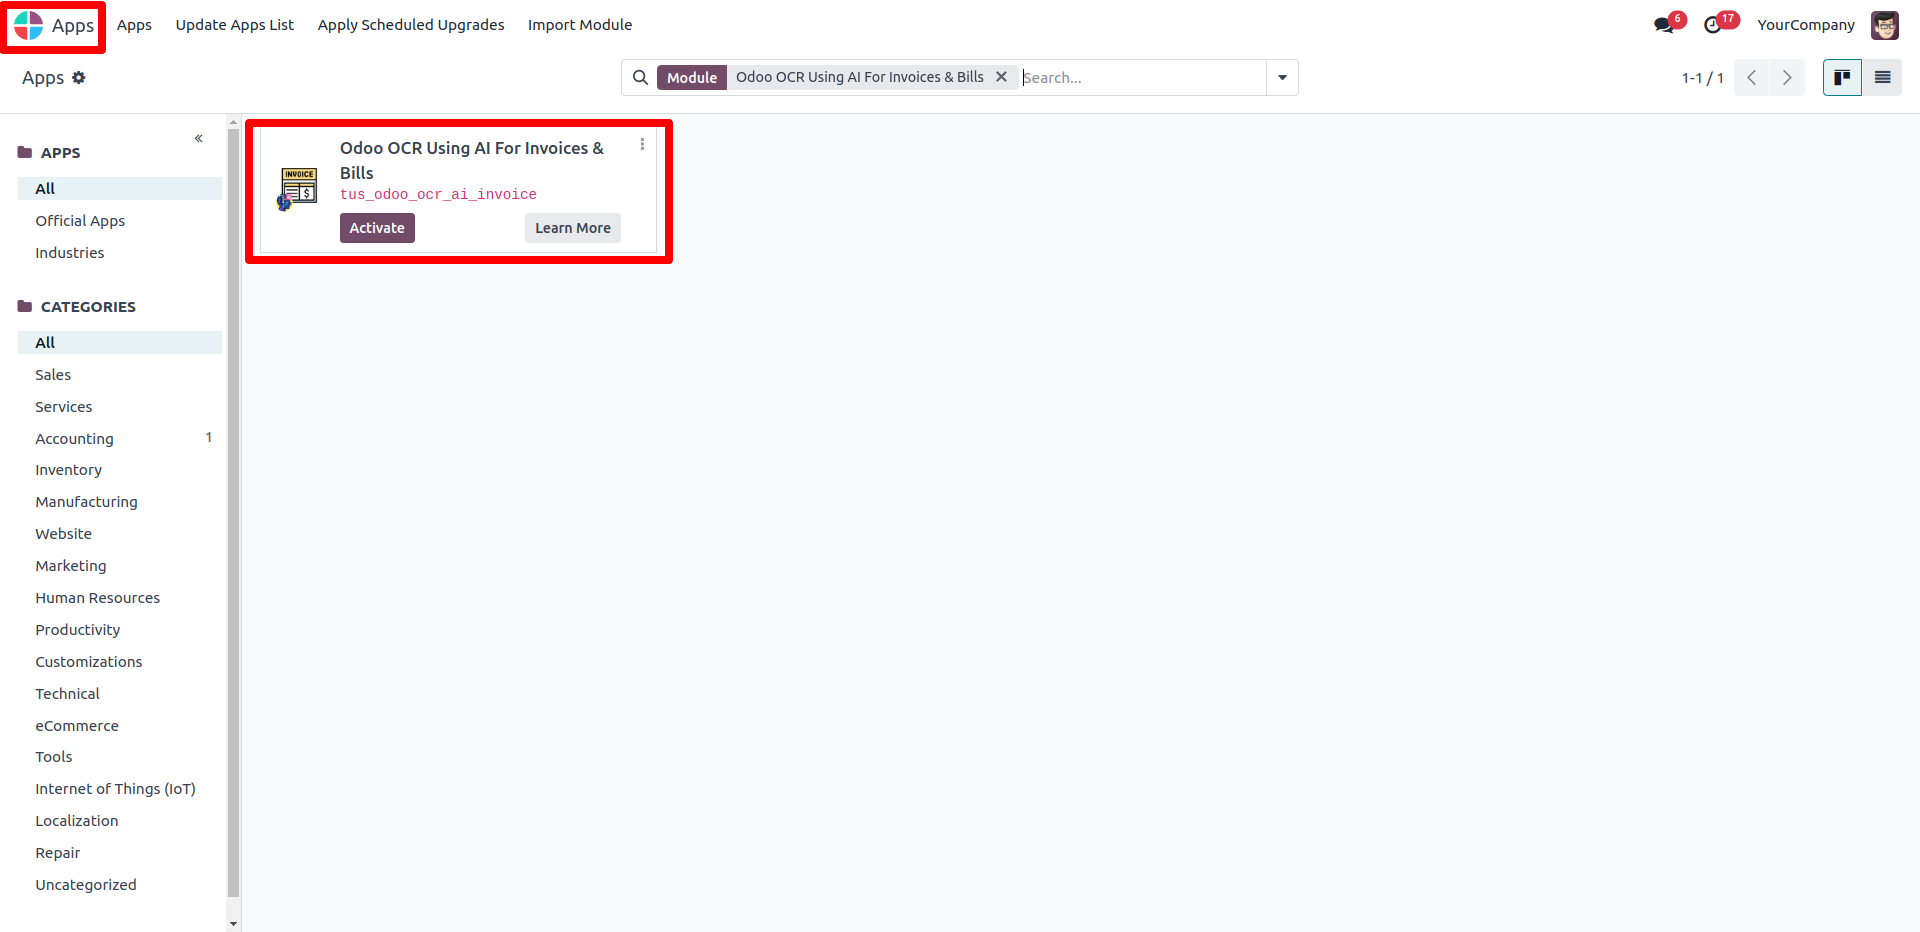 Apps
Apps
Update Apps List
Apply Scheduled Upgrades
Import Module
6
17
YourCompany
Apps
Module
Odoo OCR Using AI For Invoices & Bills
Search...
1-1 / 1
APPS
All
Official Apps
Industries
CATEGORIES
All
Sales
Services
Accounting 1
Inventory
Manufacturing
Website
Marketing
Human Resources
Productivity
Customizations
Technical
eCommerce
Tools
Internet of Things (IoT)
Localization
Repair
Uncategorized
INVOICE
$
Odoo OCR Using AI For Invoices &
Bills
tus_odoo_ocr_ai_invoice
Activate
Learn More